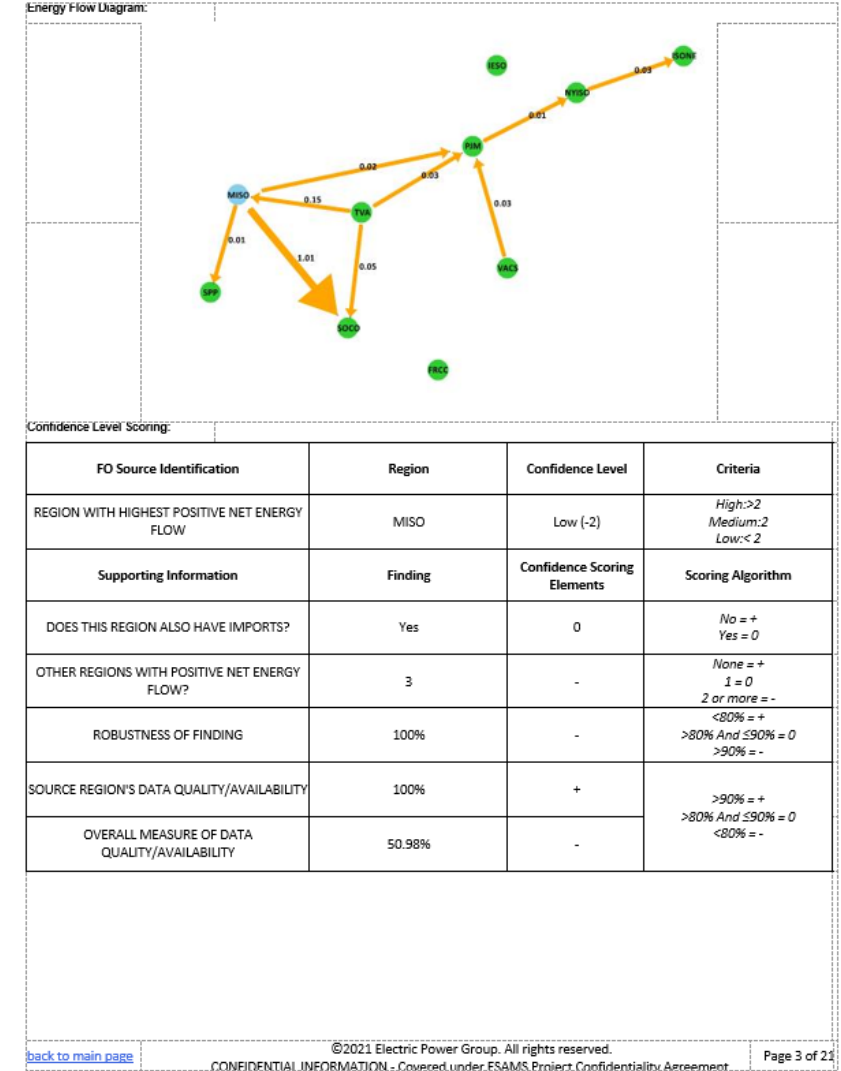 Energy Flow Diagram:
IESO
ISONE
0.03
NYISO
0.01
PJM
0.02
0.03
MISO
0.15
TVA
0.03
0.01
1.01
0.05
VACS
SPP
SOCO
FRCC
Confidence Level Scoring:
FO Source Identification Region Confidence Level Criteria
REGION WITH HIGHEST POSITIVE NET ENERGY
FLOW
MISO
Low (-2)
High:>2
Medium:2
Low:< 2
Supporting Information Finding
Confidence Scoring
Elements
Scoring Algorithm
DOES THIS REGION ALSO HAVE IMPORTS? Yes 0
No = +
Yes = 0
OTHER REGIONS WITH POSITIVE NET ENERGY
FLOW?
3 -
None = +
1 = 0
2 or more = -
ROBUSTNESS OF FINDING 100% -
<80% = +
>80% And ≤90% = 0
>90% = -
SOURCE REGION'S DATA QUALITY/AVAILABILITY 100% +
>90% = +
>80% And ≤90% = 0
<80% = -
OVERALL MEASURE OF DATA
QUALITY/AVAILABILITY
50.98% -
back to main page
©2021 Electric Power Group. All rights reserved.
CONFIDENTIAL INFORMATION - Covered under ESAMS Project Confidentiality Agreement
Page 3 of 21